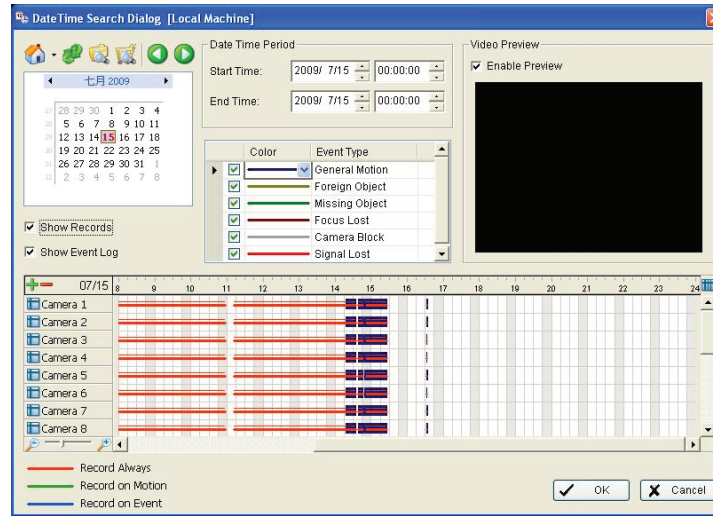 DateTime Search Dialog [Local Machine]
七月 2009
27 28 29 30 1 2 3 4
28 5 6 7 8 9 10 11
29 12 13 14 15 16 17 18
30 19 20 21 22 23 24 25
31 26 27 28 29 30 31 1
32 2 3 4 5 6 7 8
Show Records
Show Event Log
Date Time Period
Start Time: 2009/ 7/15 00:00:00
End Time: 2009/ 7/15 00:00:00
Color Event Type
General Motion
Foreign Object
Missing Object
Focus Lost
Camera Block
Signal Lost
Video Preview
Enable Preview
07/15 8 9 10 11 12 13 14 15 16 17 18 19 20 21 22 23 24
Camera 1
Camera 2
Camera 3
Camera 4
Camera 5
Camera 6
Camera 7
Camera 8
Record Always
Record on Motion
Record on Event
OK
Cancel